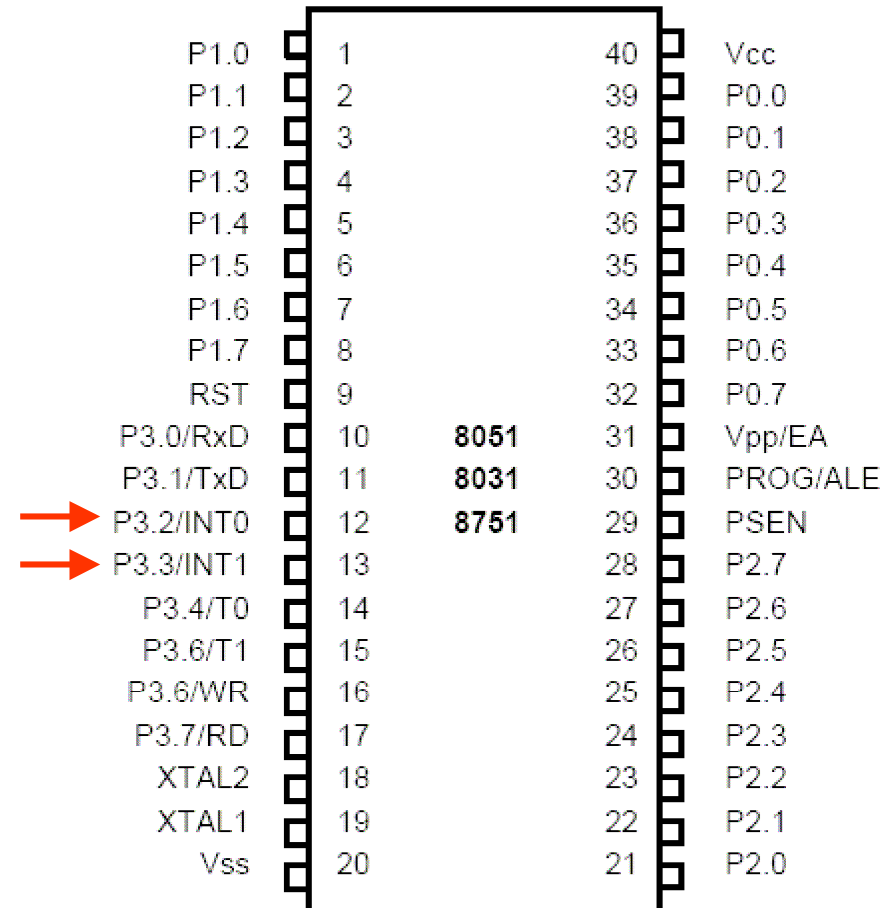 P1.0 1 40 Vcc
P1.1 2 39 P0.0
P1.2 3 38 P0.1
P1.3 4 37 P0.2
P1.4 5 36 P0.3
P1.5 6 35 P0.4
P1.6 7 34 P0.5
P1.7 8 33 P0.6
RST 9 32 P0.7
P3.0/RxD 10 8051 31 Vpp/EA
P3.1/TxD 11 8031 30 PROG/ALE
P3.2/INT0 12 8751 29 PSEN
P3.3/INT1 13 28 P2.7
P3.4/T0 14 27 P2.6
P3.6/T1 15 26 P2.5
P3.6/WR 16 25 P2.4
P3.7/RD 17 24 P2.3
XTAL2 18 23 P2.2
XTAL1 19 22 P2.1
Vss 20 21 P2.0